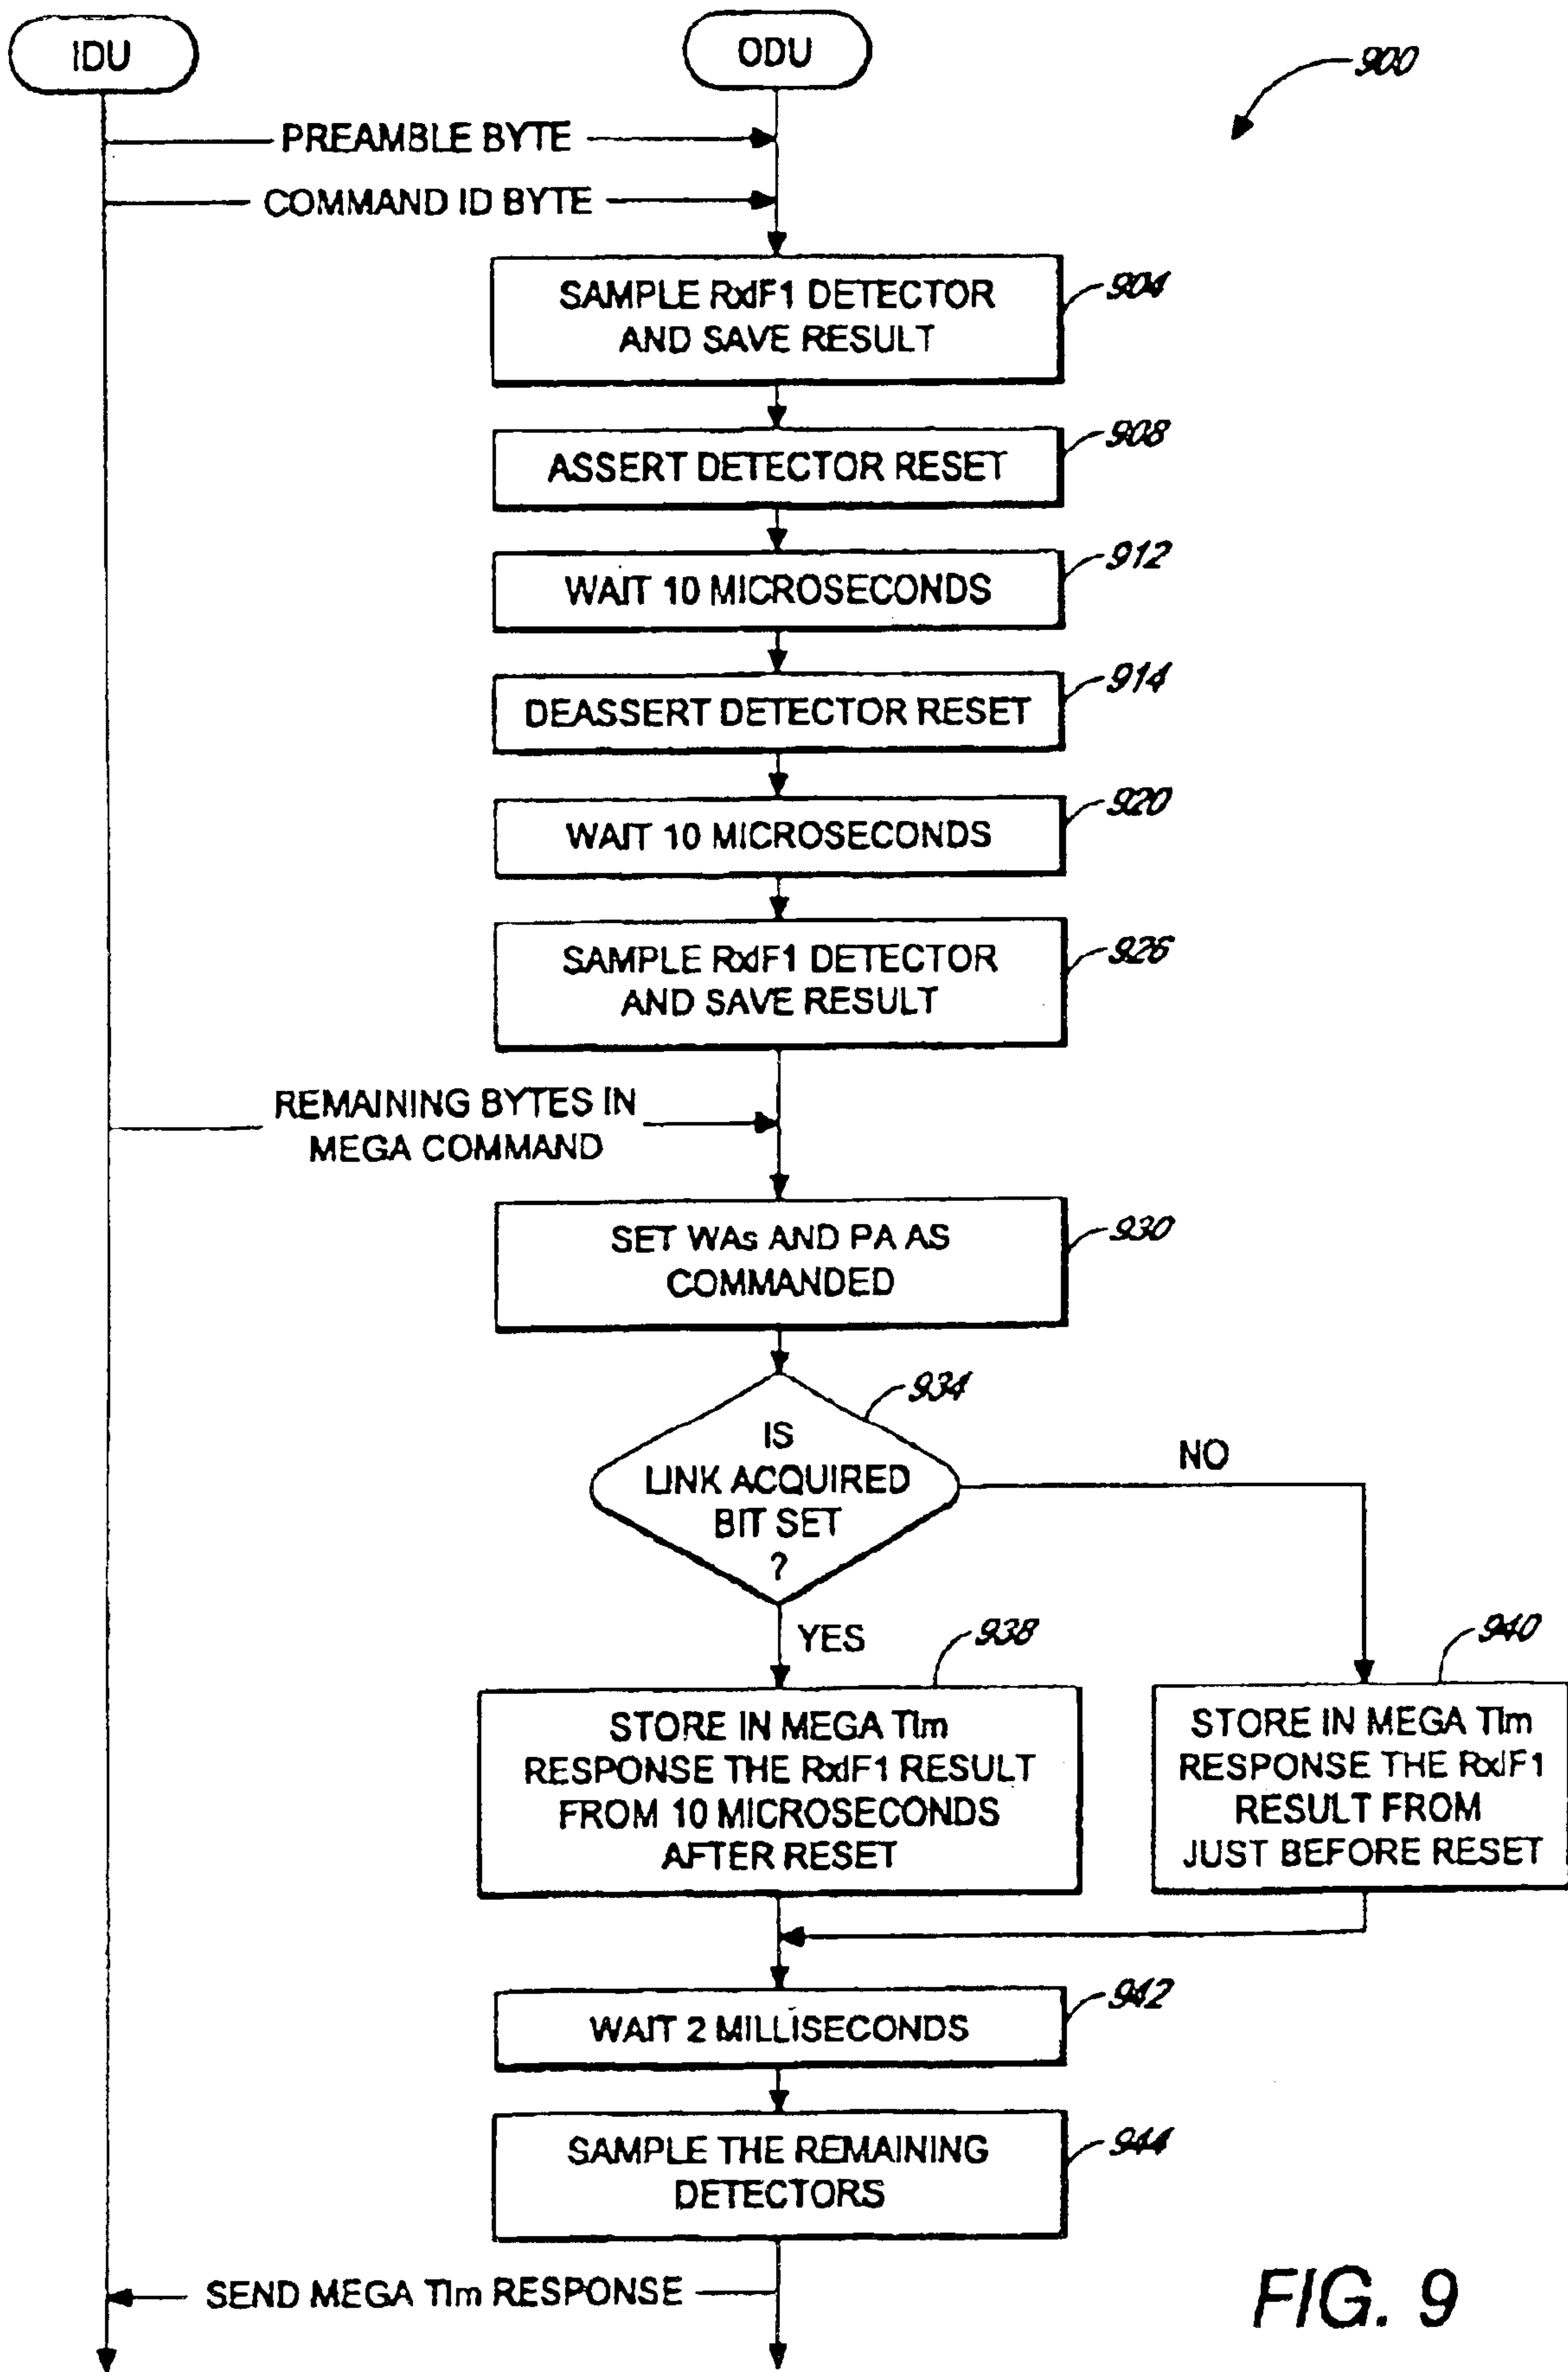 IDU
ODU
900
PREAMBLE BYTE
COMMAND ID BYTE
SAMPLE RxIF1 DETECTOR
AND SAVE RESULT
904
ASSERT DETECTOR RESET
908
WAIT 10 MICROSECONDS
912
DEASSERT DETECTOR RESET
914
WAIT 10 MICROSECONDS
920
SAMPLE RxIF1 DETECTOR
AND SAVE RESULT
926
REMAINING BYTES IN
MEGA COMMAND
SET WAs AND PA AS
COMMANDED
930
934
IS
LINK ACQUIRED
BIT SET
?
NO
YES
938
940
STORE IN MEGA Tlm
RESPONSE THE RxIF1 RESULT
FROM 10 MICROSECONDS
AFTER RESET
STORE IN MEGA Tlm
RESPONSE THE RxIF1
RESULT FROM
JUST BEFORE RESET
WAIT 2 MILLISECONDS
942
SAMPLE THE REMAINING
DETECTORS
944
SEND MEGA Tlm RESPONSE
FIG. 9